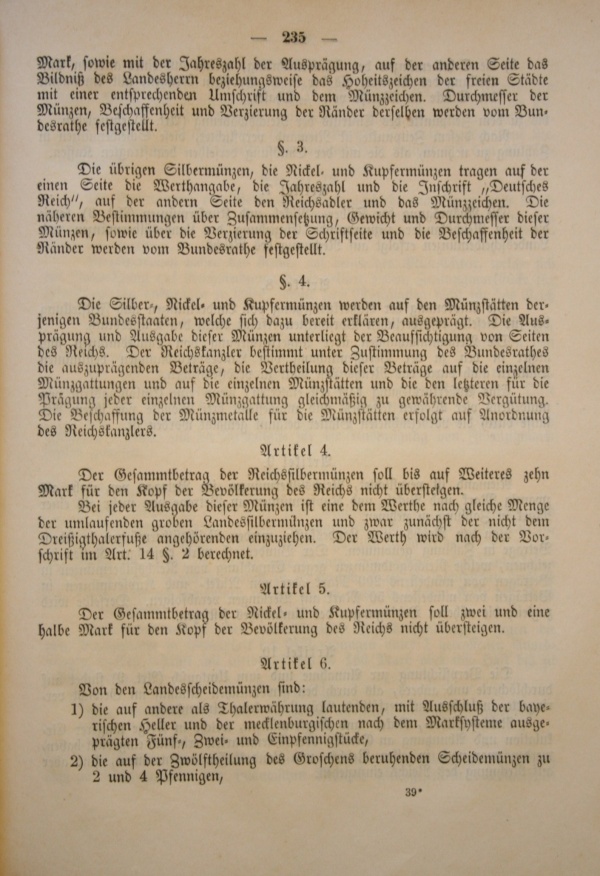 — 235 —
Mark, sowie mit der Jahreszahl der Ausprägung, auf der anderen Seite das
Bildniß des Landesherrn beziehungsweise das Hoheitszeichen der freien Städte
mit einer entsprechenden Umschrift und dem Münzzeichen. Durchmesser der
Münzen, Beschaffenheit und Verzierung der Ränder derselben werden vom Bun-
desrathe festgestellt.
§. 3.
Die übrigen Silbermünzen, die Nickel- und Kupfermünzen tragen auf der
einen Seite die Werthangabe, die Jahreszahl und die Inschrift „Deutsches
Reich“, auf der andern Seite den Reichsadler und das Münzzeichen. Die
näheren Bestimmungen über Zusammensetzung, Gewicht und Durchmesser dieser
Münzen, sowie über die Verzierung der Schriftseite und die Beschaffenheit der
Ränder werden vom Bundesrathe festgestellt.
§. 4.
Die Silber-, Nickel- und Kupfermünzen werden auf den Münzstätten der-
jenigen Bundesstaaten, welche sich dazu bereit erklären, ausgeprägt. Die Aus-
prägung und Ausgabe dieser Münzen unterliegt der Beaufsichtigung von Seiten
des Reichs. Der Reichskanzler bestimmt unter Zustimmung des Bundesrathes
die auszuprägenden Beträge, die Vertheilung dieser Beträge auf die einzelnen
Münzgattungen und auf die einzelnen Münzstätten und die den letzteren für die
Prägung jeder einzelnen Münzgattung gleichmäßig zu gewährende Vergütung.
Die Beschaffung der Münzmetalle für die Münzstätten erfolgt auf Anordnung
des Reichskanzlers.
Artikel 4.
Der Gesammtbetrag der Reichssilbermünzen soll bis auf Weiteres zehn
Mark für den Kopf der Bevölkerung des Reichs nicht übersteigen.
Bei jeder Ausgabe dieser Münzen ist eine dem Werthe nach gleiche Menge
der umlaufenden groben Landessilbermünzen und zwar zunächst der nicht dem
Dreißigthalerfuße angehörenden einzuziehen. Der Werth wird nach der Vor-
schrift im Art. 14 §. 2 berechnet.
Artikel 5.
Der Gesammtbetrag der Nickel- und Kupfermünzen soll zwei und eine
halbe Mark für den Kopf der Bevölkerung des Reichs nicht übersteigen.
Artikel 6.
Von den Landesscheidemünzen sind:
1) die auf andere als Thalerwährung lautenden, mit Ausschluß der baye-
rischen Heller und der mecklenburgischen nach dem Marksysteme ausge-
prägten Fünf-, Zwei- und Einpfennigstücke,
2) die auf der Zwölftheilung des Groschens beruhenden Scheidemünzen zu
2 und 4 Pfennigen,
39*